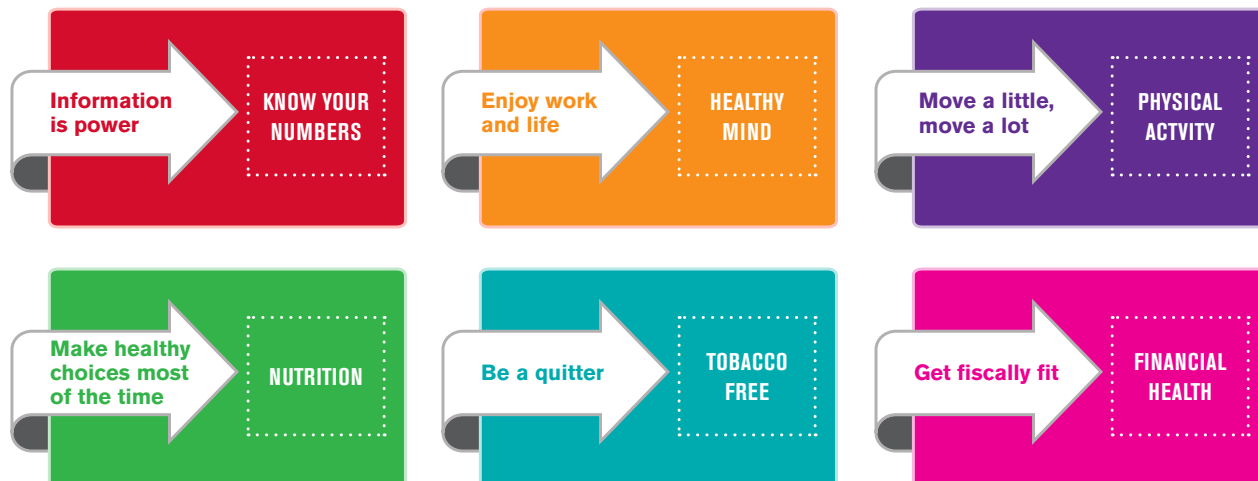 Information
is power
KNOW YOUR
NUMBERS
Enjoy work
and life
HEALTHY
MIND
Move a little,
move a lot
PHYSICAL
ACTVITY
Make healthy
choices most
of the time
NUTRITION
Be a quitter
TOBACCO
FREE
Get fiscally fit
FINANCIAL
HEALTH